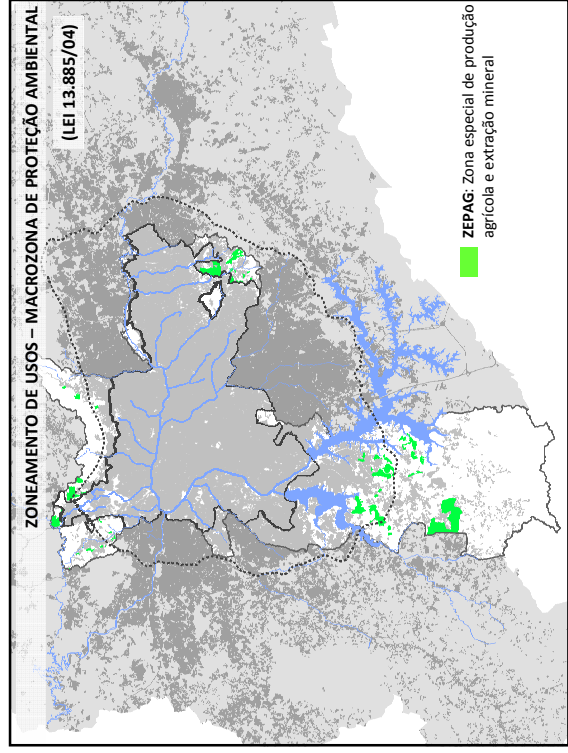 ZONEAMENTO DE USOS – MACROZONA DE PROTEÇÃO AMBIENTAL
(LEI 13.885/04)
ZEPAG: Zona especial de produção
agrícola e extração mineral